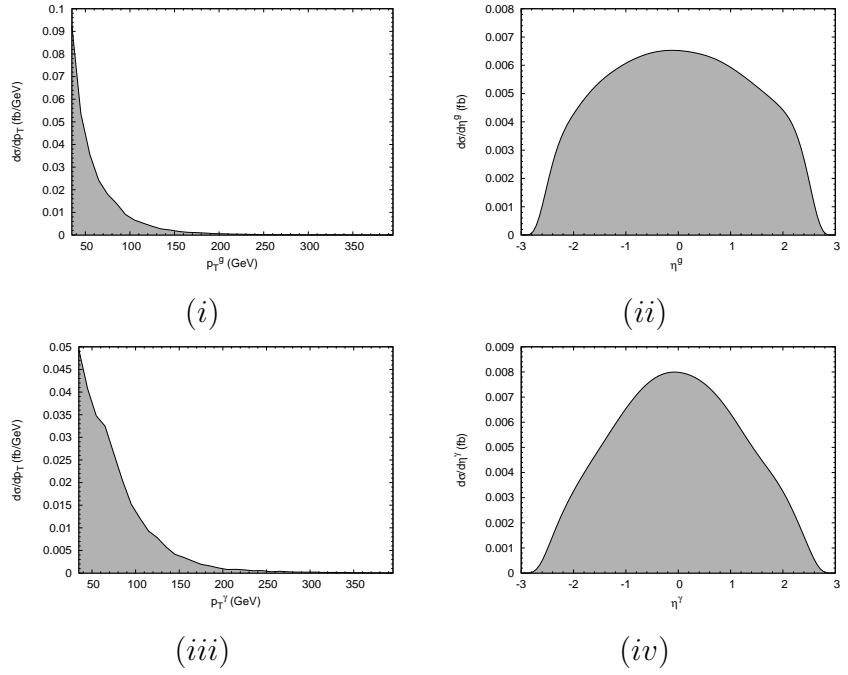 0.1
0.09
0.08
0.07
0.06
0.05
0.04
0.03
0.02
0.01
0
50 100 150 200 250 300 350
dσ/dp_T (fb/GeV)
p_T^g (GeV)
(i)
0.008
0.007
0.006
0.005
0.004
0.003
0.002
0.001
0
-3 -2 -1 0 1 2 3
dσ/dη^g (fb)
η^g
(ii)
0.05
0.045
0.04
0.035
0.03
0.025
0.02
0.015
0.01
0.005
0
50 100 150 200 250 300 350
dσ/dp_T (fb/GeV)
p_T^γ (GeV)
(iii)
0.009
0.008
0.007
0.006
0.005
0.004
0.003
0.002
0.001
0
-3 -2 -1 0 1 2 3
dσ/dη^γ (fb)
η^γ
(iv)